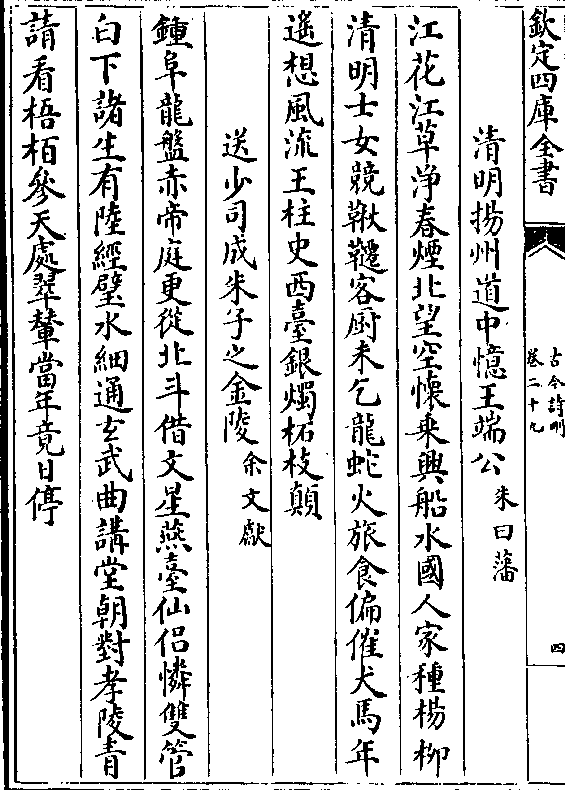 欽定四庫全書
古今詩刪
卷二十九
四
清明揚州道中憶王端公
朱曰藩
江花江草浄春煙北望空懐乗興船水國人家種楊柳
清明士女競鞦韆客厨未乞龍蛇火旅食偏催犬馬年
遥想風流王柱史西臺銀燭柘枝顛
送少司成朱子之金陵
余文獻
鍾阜龍盤赤帝庭更從北斗借文星燕臺仙侣憐雙管
白下諸生有陸經璧水細通玄武曲講堂朝對孝陵青
請看梧栢參天處翠輦當年竟日停